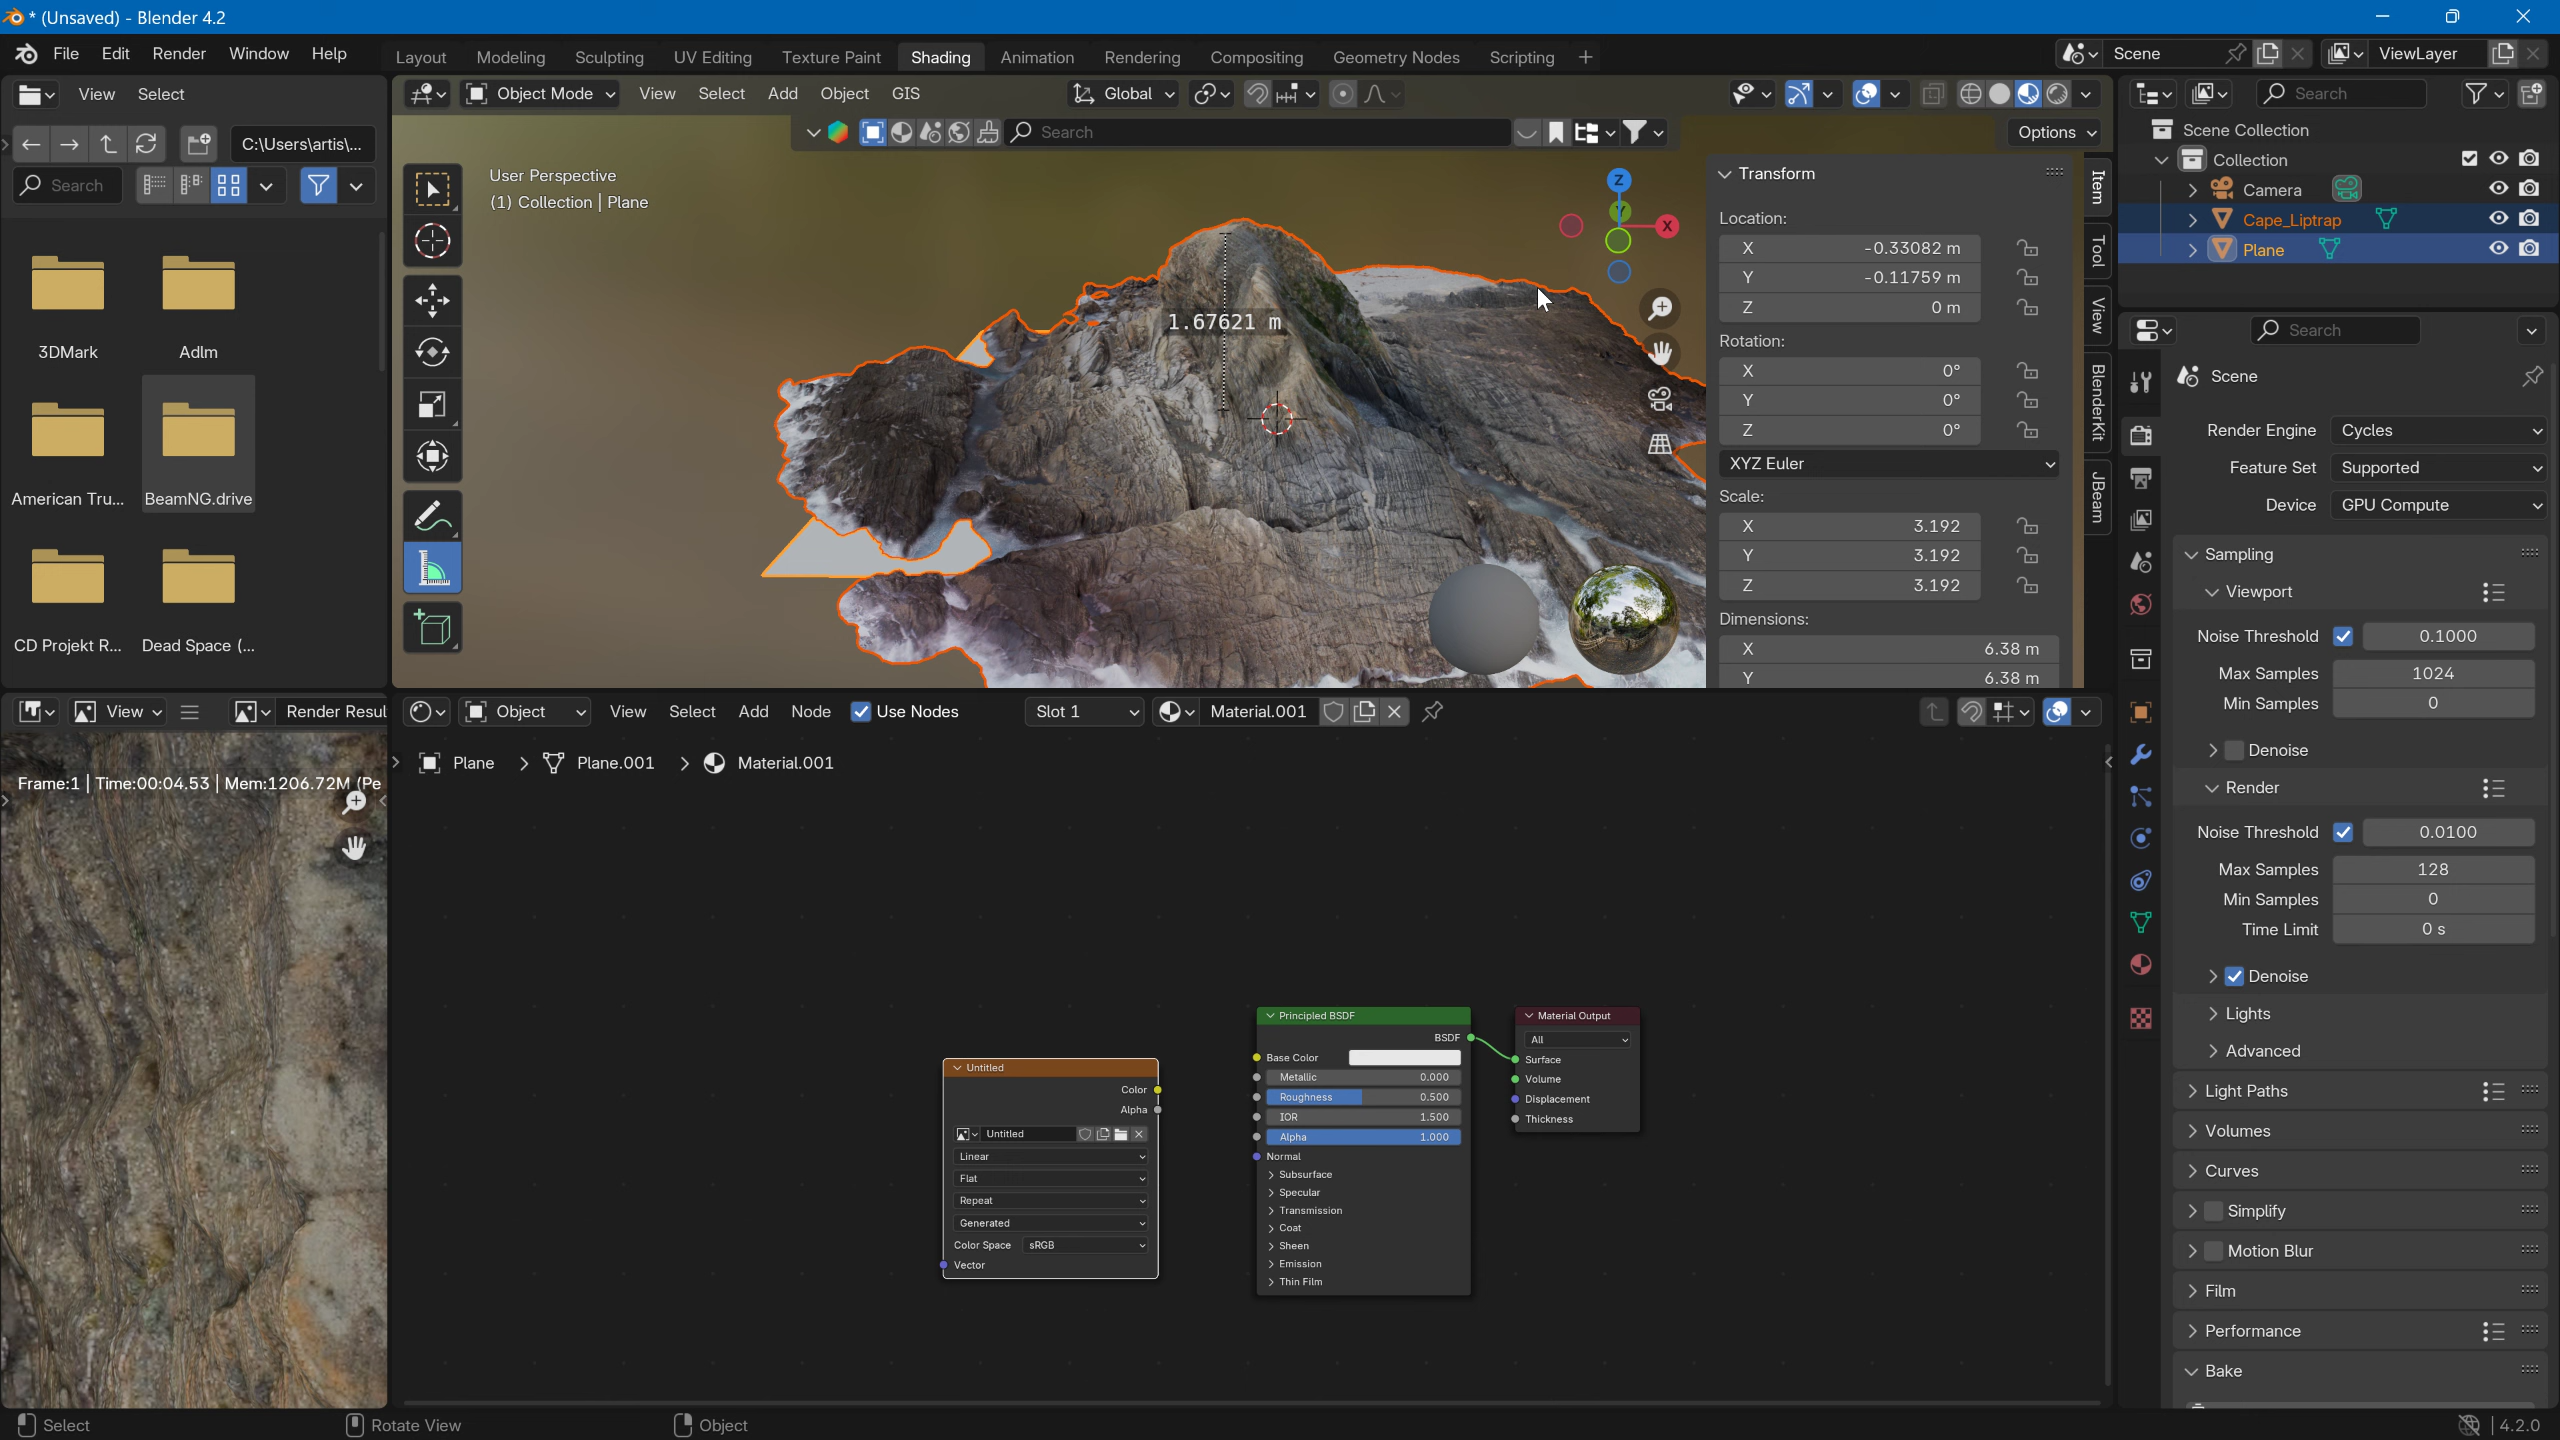 * (Unsaved) - Blender 4.2
File Edit Render Window Help
Layout Modeling Sculpting UV Editing Texture Paint Shading Animation Rendering Compositing Geometry Nodes Scripting +
Scene ViewLayer
View Select
C:\Users\artis\...
Search
3DMark Adlm
American Tru... BeamNG.drive
CD Projekt R... Dead Space (...
Object Mode View Select Add Object GIS Global
Search Options
User Perspective
(1) Collection | Plane
1.67621 m
Z
Y
X
Transform
Location:
X -0.33082 m
Y -0.11759 m
Z 0 m
Rotation:
X 0°
Y 0°
Z 0°
XYZ Euler
Scale:
X 3.192
Y 3.192
Z 3.192
Dimensions:
X 6.38 m
Y 6.38 m
Item
Tool
View
BlenderKit
JBeam
Search
Scene Collection
Collection
Camera
Cape_Liptrap
Plane
Search
Scene
Render Engine Cycles
Feature Set Supported
Device GPU Compute
Sampling
Viewport
Noise Threshold 0.1000
Max Samples 1024
Min Samples 0
Denoise
Render
Noise Threshold 0.0100
Max Samples 128
Min Samples 0
Time Limit 0 s
Denoise
Lights
Advanced
Light Paths
Volumes
Curves
Simplify
Motion Blur
Film
Performance
Bake
View Render Resul
Frame:1 | Time:00:04.53 | Mem:1206.72M (Pe
Object View Select Add Node Use Nodes Slot 1 Material.001
Plane > Plane.001 > Material.001
Untitled
Color
Alpha
Untitled
Linear
Flat
Repeat
Generated
Color Space sRGB
Vector
Principled BSDF
BSDF
Base Color
Metallic 0.000
Roughness 0.500
IOR 1.500
Alpha 1.000
Normal
Subsurface
Specular
Transmission
Coat
Sheen
Emission
Thin Film
Material Output
All
Surface
Volume
Displacement
Thickness
Select Rotate View Object 4.2.0